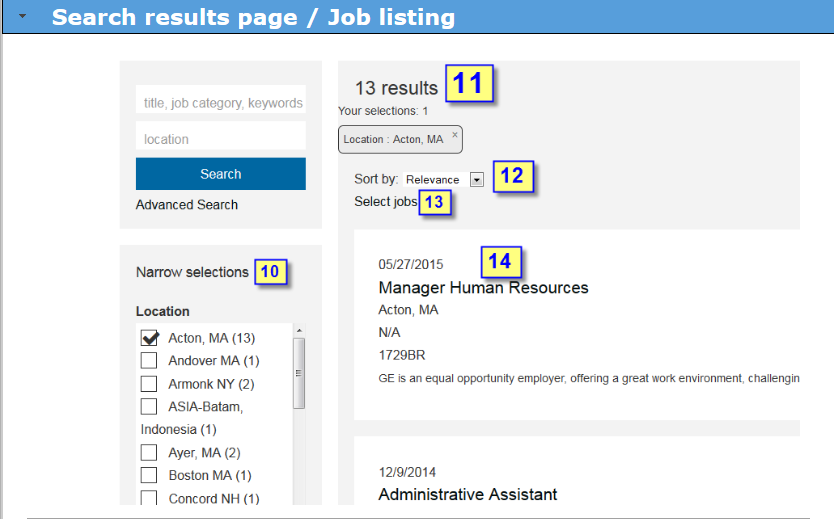 Search results page / Job listing
title, job category, keywords
location
Search
Advanced Search
Narrow selections 10
Location
Acton, MA (13)
Andover MA (1)
Armonk NY (2)
ASIA-Batam,
Indonesia (1)
Ayer, MA (2)
Boston MA (1)
Concord NH (1)
13 results 11
Your selections: 1
Location : Acton, MA x
Sort by: Relevance 12
Select jobs 13
05/27/2015 14
Manager Human Resources
Acton, MA
N/A
1729BR
GE is an equal opportunity employer, offering a great work environment, challengin
12/9/2014
Administrative Assistant